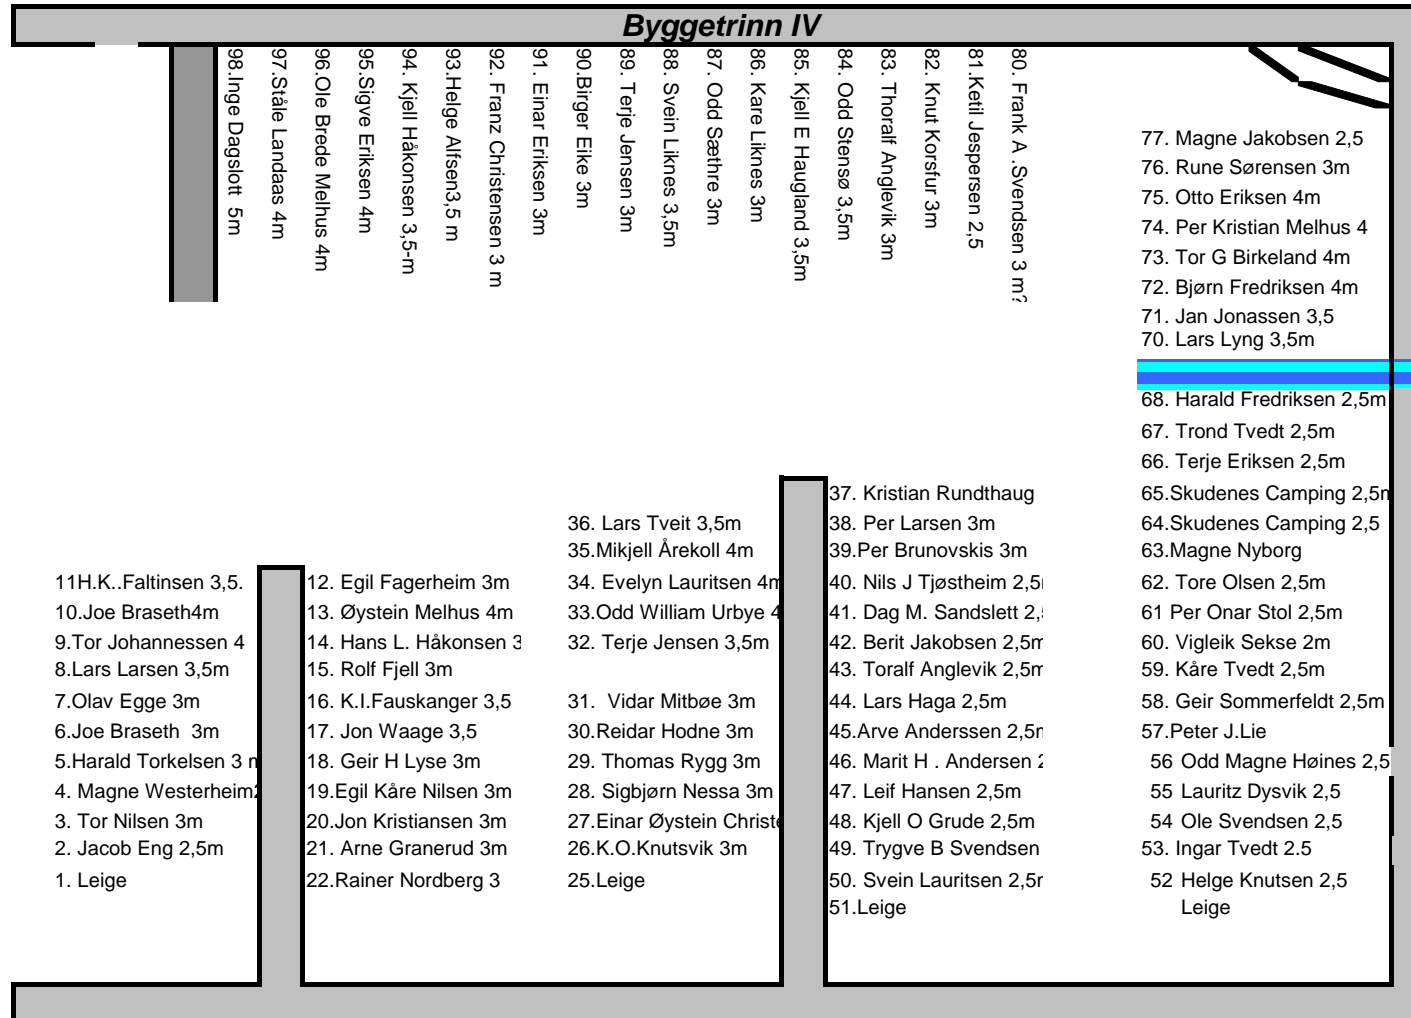 Byggetrinn IV
98.Inge Dagslott  5m
97.Ståle Landaas 4m
96.Ole Brede Melhus 4m
95.Sigve Eriksen 4m
94. Kjell Håkonsen 3,5-m
93.Helge Alfsen3,5 m
92. Franz Christensen 3 m
91. Einar Eriksen 3m
90.Birger Eike 3m
89. Terje Jensen 3m
88. Svein Liknes 3,5m
87. Odd Sæthre 3m
86. Kare Liknes 3m
85. Kjell E Haugland 3,5m
84. Odd Stensø 3,5m
83. Thoralf Anglevik 3m
82. Knut Korsfur 3m
81.Ketil Jespersen 2,5
80. Frank A .Svendsen 3 m?
77. Magne Jakobsen 2,5
76. Rune Sørensen 3m
75. Otto Eriksen 4m
74. Per Kristian Melhus 4
73. Tor G Birkeland 4m
72. Bjørn Fredriksen 4m
71. Jan Jonassen 3,5
70. Lars Lyng 3,5m
68. Harald Fredriksen 2,5m
67. Trond Tvedt 2,5m
66. Terje Eriksen 2,5m
65.Skudenes Camping 2,5m
64.Skudenes Camping 2,5
63.Magne Nyborg
62. Tore Olsen 2,5m
61 Per Onar Stol 2,5m
60. Vigleik Sekse 2m
59. Kåre Tvedt 2,5m
58. Geir Sommerfeldt 2,5m
57.Peter J.Lie
56 Odd Magne Høines 2,5
55 Lauritz Dysvik 2,5
54 Ole Svendsen 2,5
53. Ingar Tvedt 2.5
52 Helge Knutsen 2,5
Leige
11H.K..Faltinsen 3,5.
10.Joe Braseth4m
9.Tor Johannessen 4
8.Lars Larsen 3,5m
7.Olav Egge 3m
6.Joe Braseth  3m
5.Harald Torkelsen 3 m
4. Magne Westerheim2
3. Tor Nilsen 3m
2. Jacob Eng 2,5m
1. Leige
12. Egil Fagerheim 3m
13. Øystein Melhus 4m
14. Hans L. Håkonsen 3
15. Rolf Fjell 3m
16. K.I.Fauskanger 3,5
17. Jon Waage 3,5
18. Geir H Lyse 3m
19.Egil Kåre Nilsen 3m
20.Jon Kristiansen 3m
21. Arne Granerud 3m
22.Rainer Nordberg 3
36. Lars Tveit 3,5m
35.Mikjell Årekoll 4m
34. Evelyn Lauritsen 4m
33.Odd William Urbye 4
32. Terje Jensen 3,5m
31.  Vidar Mitbøe 3m
30.Reidar Hodne 3m
29. Thomas Rygg 3m
28. Sigbjørn Nessa 3m
27.Einar Øystein Christe
26.K.O.Knutsvik 3m
25.Leige
37. Kristian Rundthaug
38. Per Larsen 3m
39.Per Brunovskis 3m
40. Nils J Tjøstheim 2,5
41. Dag M. Sandslett 2,
42. Berit Jakobsen 2,5m
43. Toralf Anglevik 2,5m
44. Lars Haga 2,5m
45.Arve Anderssen 2,5m
46. Marit H . Andersen 2
47. Leif Hansen 2,5m
48. Kjell O Grude 2,5m
49. Trygve B Svendsen
50. Svein Lauritsen 2,5m
51.Leige